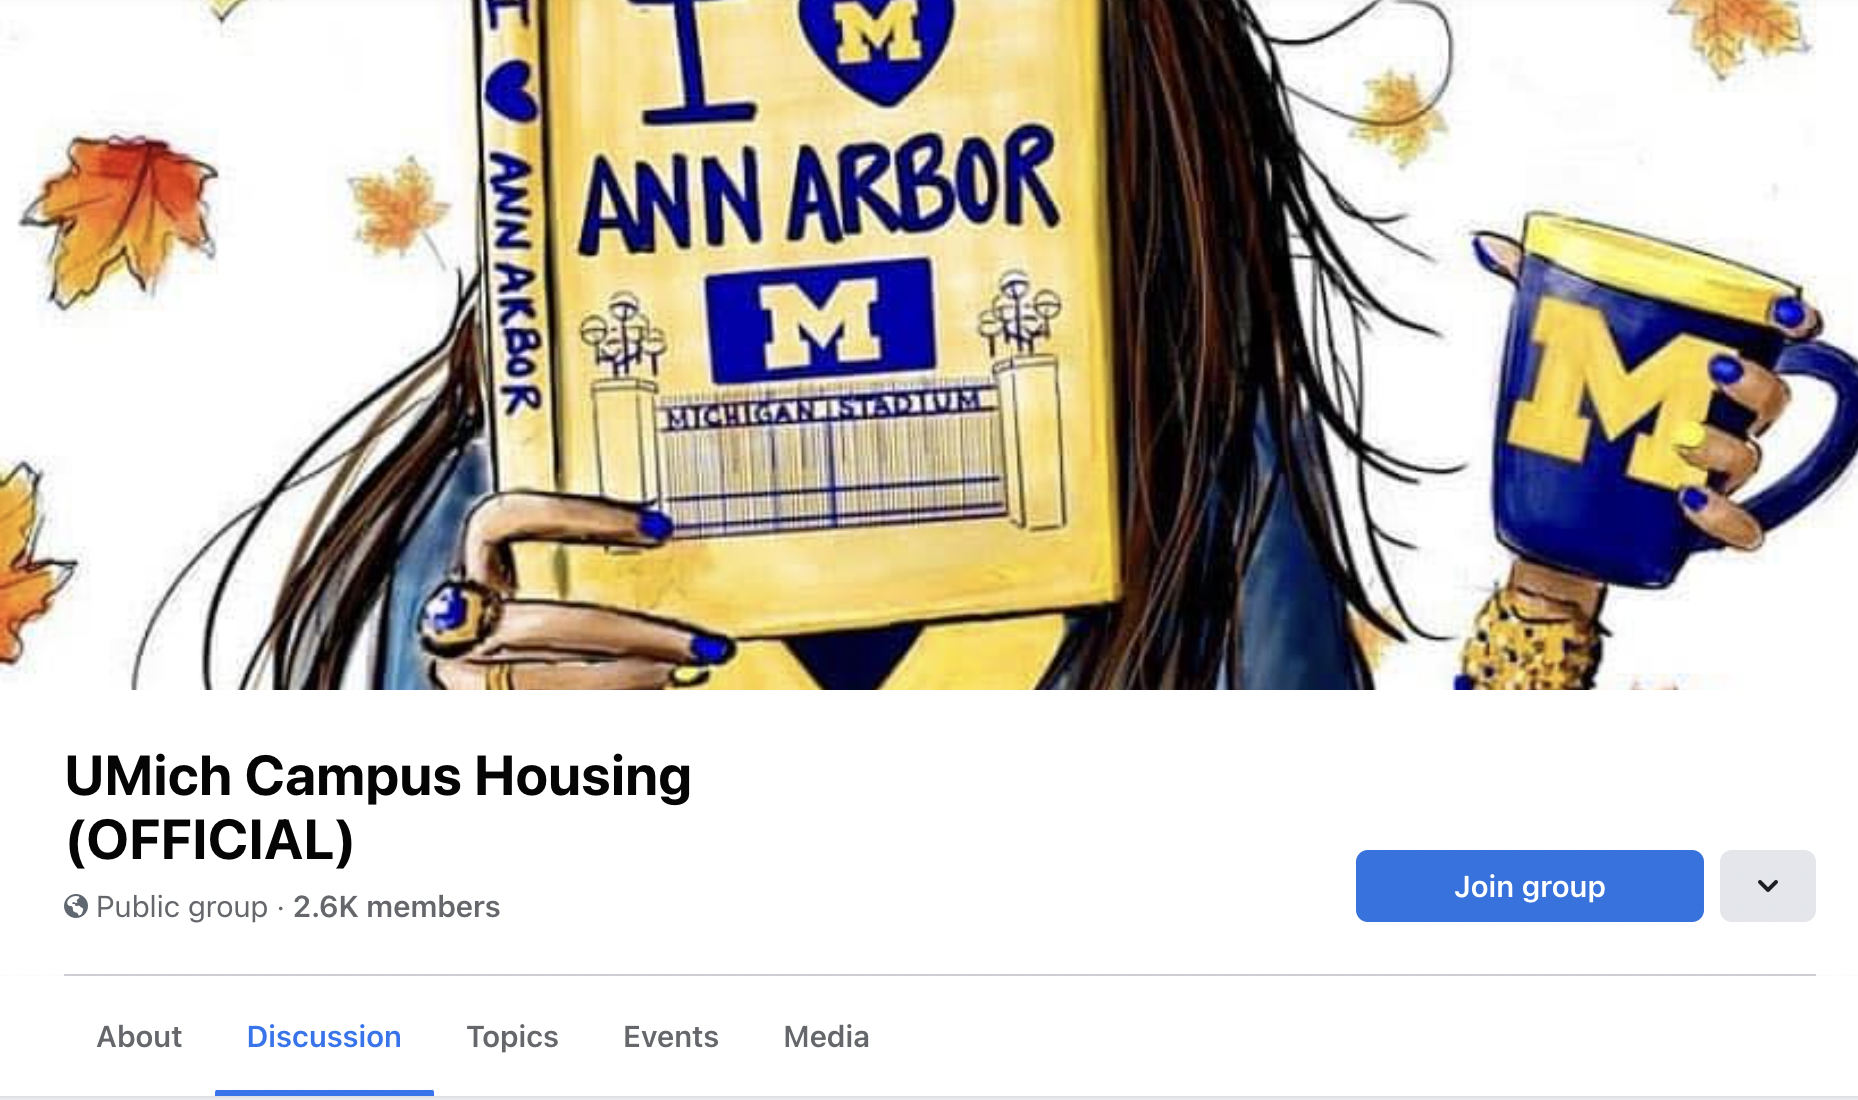 I ♥ ANN ARBOR
I M
ANN ARBOR
M
MICHIGAN STADIUM
M
UMich Campus Housing
(OFFICIAL)
Public group · 2.6K members
Join group
About Discussion Topics Events Media